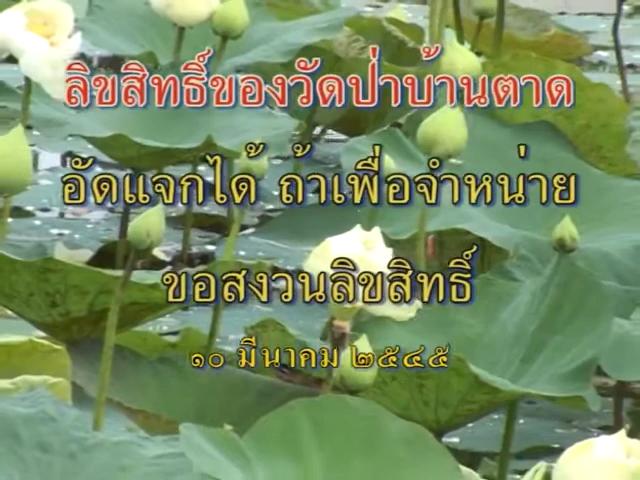 ลิขสิทธิ์ของวัดป่าบ้านตาด
อัดแจกได้ ถ้าเพื่อจำหน่าย
ขอสงวนลิขสิทธิ์
๑๐ มีนาคม ๒๕๔๕